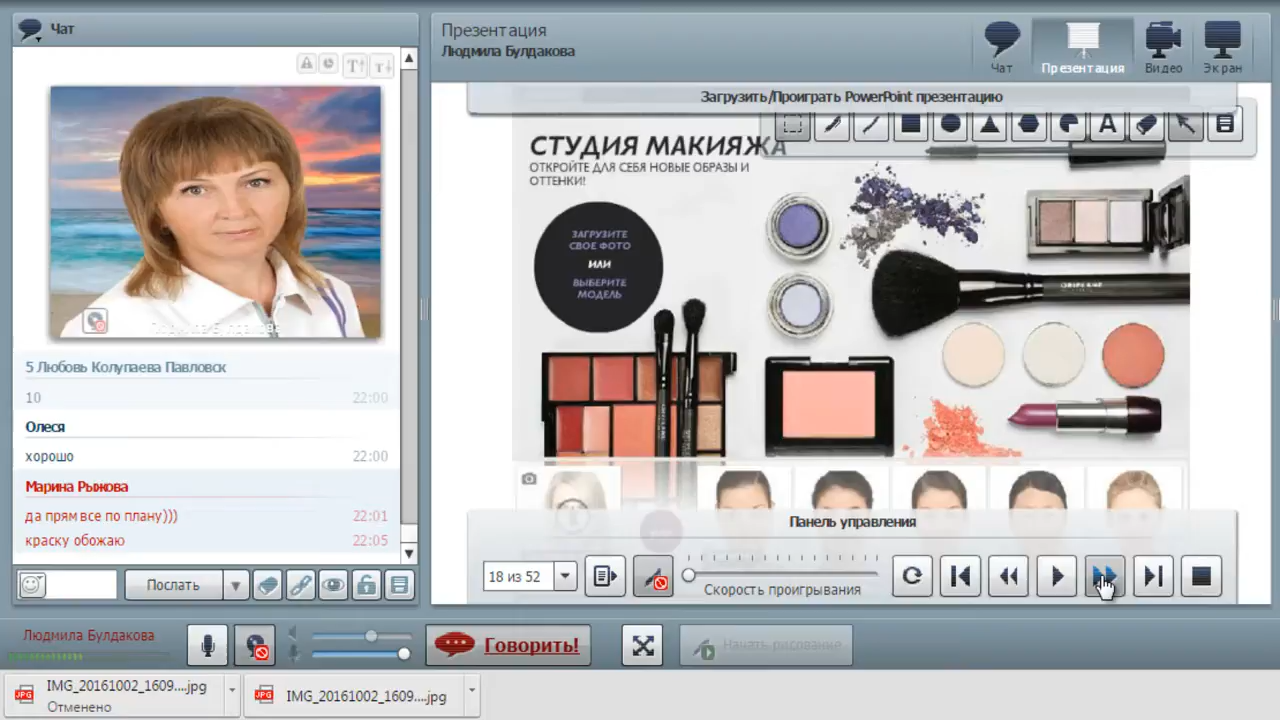 Чат
5 Любовь Колупаева Павловск
10 22:00
Олеся
хорошо 22:00
Марина Рыжова
да прям все по плану))) 22:01
краску обожаю 22:05
Послать
Презентация
Людмила Булдакова
Чат
Презентация
Видео
Экран
Загрузить/Проиграть PowerPoint презентацию
СТУДИЯ МАКИЯЖА
ОТКРОЙТЕ ДЛЯ СЕБЯ НОВЫЕ ОБРАЗЫ И
ОТТЕНКИ!
ЗАГРУЗИТЕ
СВОЕ ФОТО
ИЛИ
ВЫБЕРИТЕ
МОДЕЛЬ
ORIFLAME
Панель управления
18 из 52
Скорость проигрывания
Людмила Булдакова
Говорить!
Начать рисование
IMG_20161002_1609....jpg
Отменено
IMG_20161002_1609....jpg